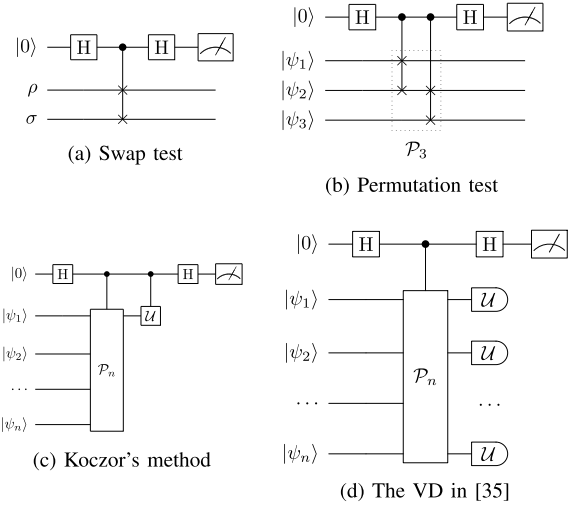 |0⟩ H H
ρ
σ
(a) Swap test
|0⟩ H H
|ψ₁⟩
|ψ₂⟩
|ψ₃⟩
𝒫₃
(b) Permutation test
|0⟩ H H
|ψ₁⟩ 𝒰
|ψ₂⟩
𝒫ₙ
⋯
|ψₙ⟩
(c) Koczor's method
|0⟩ H H
|ψ₁⟩ 𝒰
|ψ₂⟩ 𝒰
𝒫ₙ
⋯ ⋯
|ψₙ⟩ 𝒰
(d) The VD in [35]